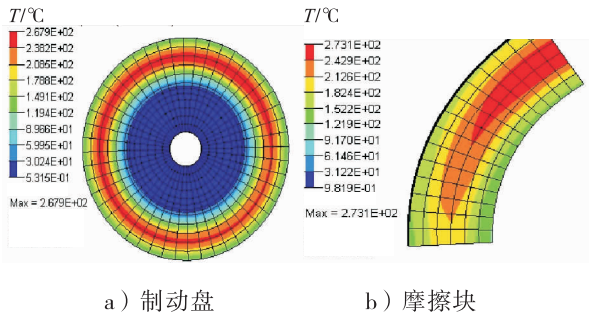 T/℃
2.679E+02
2.382E+02
2.085E+02
1.788E+02
1.491E+02
1.194E+02
8.966E+01
5.995E+01
3.024E+01
5.315E-01
Max = 2.679E+02
a）制动盘
T/℃
2.731E+02
2.429E+02
2.126E+02
1.824E+02
1.522E+02
1.219E+02
9.170E+01
6.146E+01
3.122E+01
9.819E-01
Max = 2.731E+02
b）摩擦块